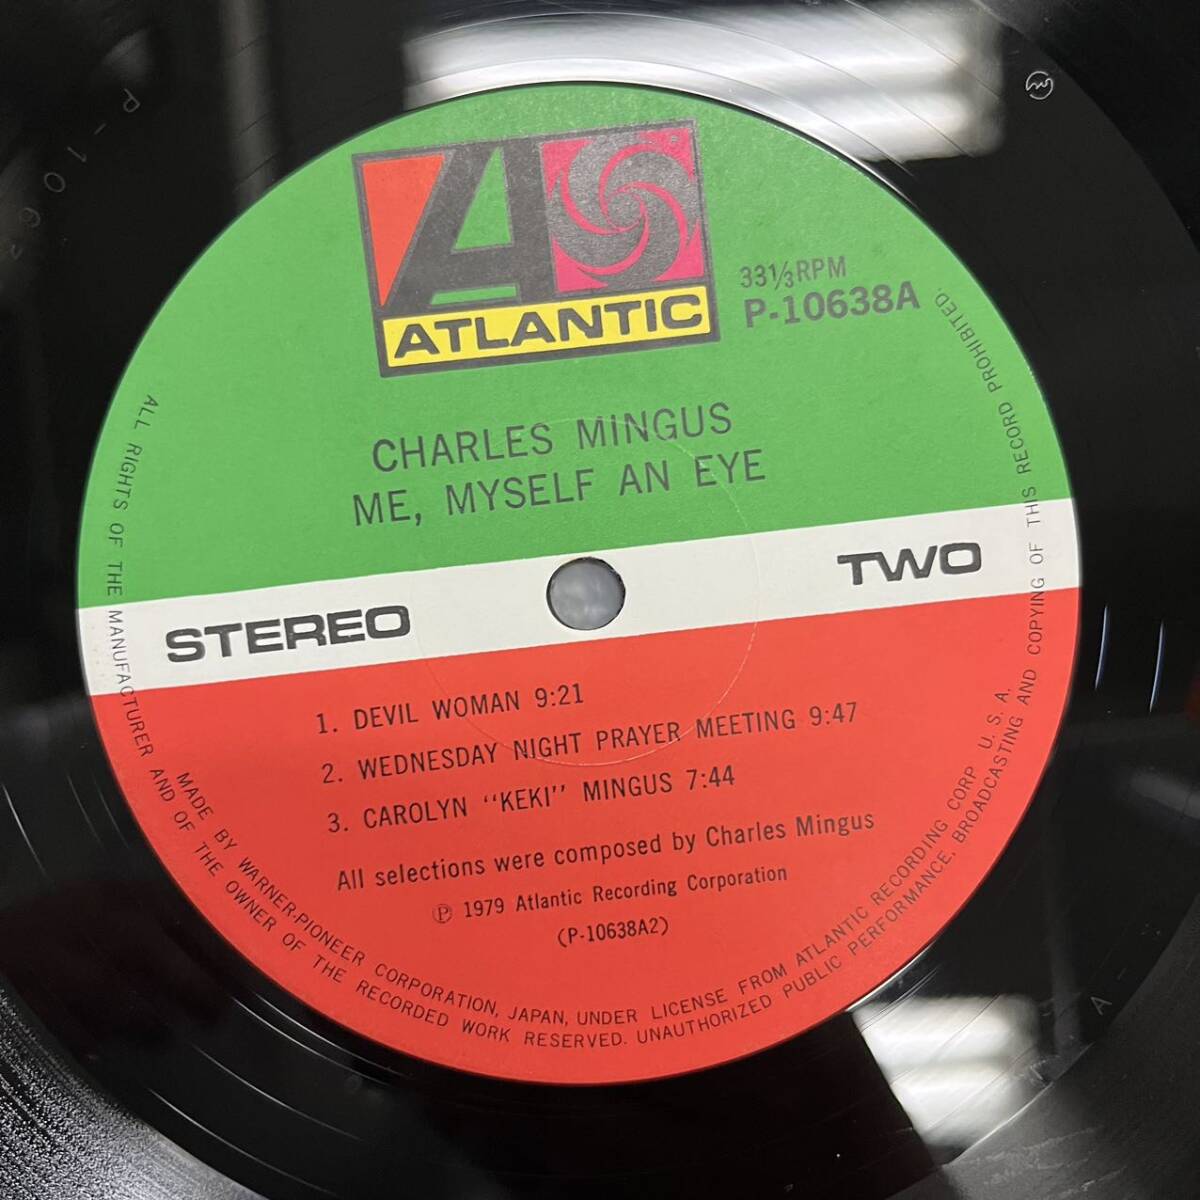 ATLANTIC
33 1/3 RPM
P-10638A
CHARLES MINGUS
ME, MYSELF AN EYE
STEREO
TWO
1. DEVIL WOMAN 9:21
2. WEDNESDAY NIGHT PRAYER MEETING 9:47
3. CAROLYN "KEKI" MINGUS 7:44
All selections were composed by Charles Mingus
℗ 1979 Atlantic Recording Corporation
(P-10638A2)
MADE BY WARNER-PIONEER CORPORATION, JAPAN, UNDER LICENSE FROM ATLANTIC RECORDING CORP U. S. A.
ALL RIGHTS OF THE MANUFACTURER AND OF THE OWNER OF THE RECORDED WORK RESERVED. UNAUTHORIZED PUBLIC PERFORMANCE, BROADCASTING AND COPYING OF THIS RECORD PROHIBITED.